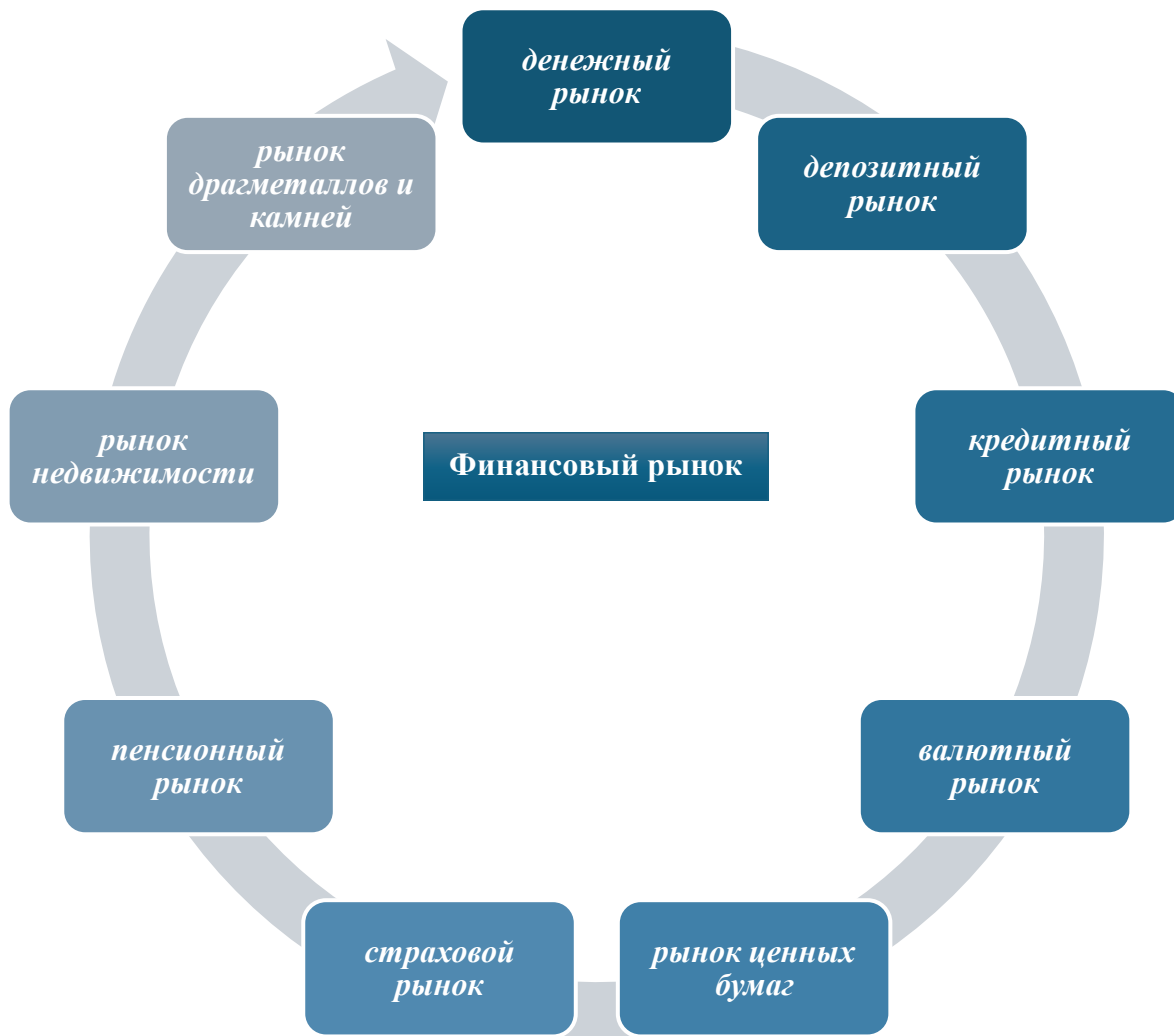 денежный
рынок
депозитный
рынок
кредитный
рынок
валютный
рынок
рынок ценных
бумаг
страховой
рынок
пенсионный
рынок
рынок
недвижимости
рынок
драгметаллов и
камней
Финансовый рынок